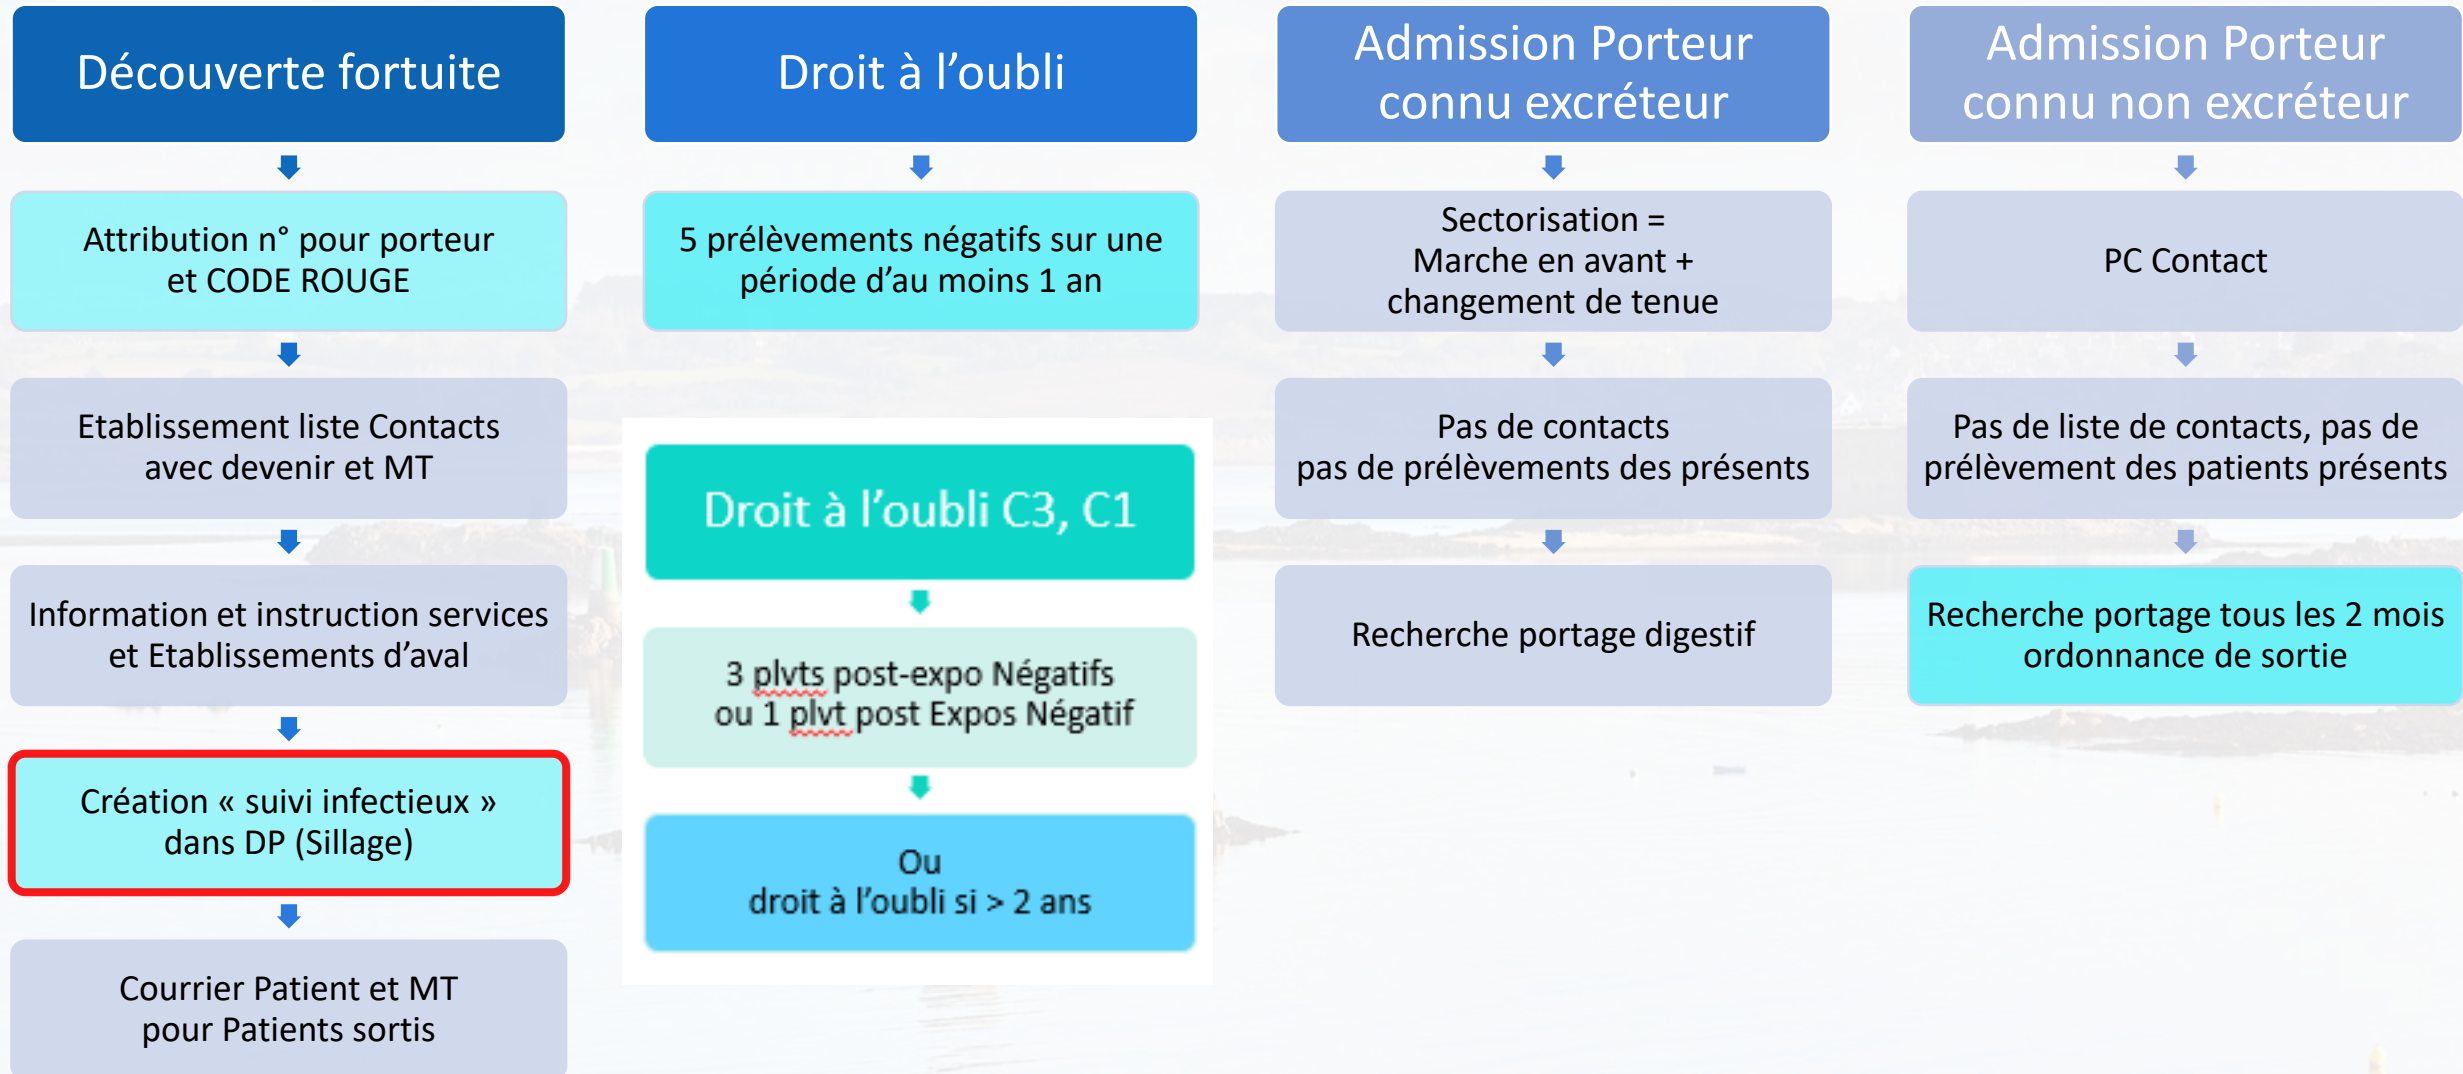 Découverte fortuite
Attribution n° pour porteur
et CODE ROUGE
Etablissement liste Contacts
avec devenir et MT
Information et instruction services
et Etablissements d’aval
Création « suivi infectieux »
dans DP (Sillage)
Courrier Patient et MT
pour Patients sortis
Droit à l’oubli
5 prélèvements négatifs sur une
période d’au moins 1 an
Droit à l’oubli C3, C1
3 plvts post-expo Négatifs
ou 1 plvt post Expos Négatif
Ou
droit à l’oubli si > 2 ans
Admission Porteur
connu excréteur
Sectorisation =
Marche en avant +
changement de tenue
Pas de contacts
pas de prélèvements des présents
Recherche portage digestif
Admission Porteur
connu non excréteur
PC Contact
Pas de liste de contacts, pas de
prélèvement des patients présents
Recherche portage tous les 2 mois
ordonnance de sortie